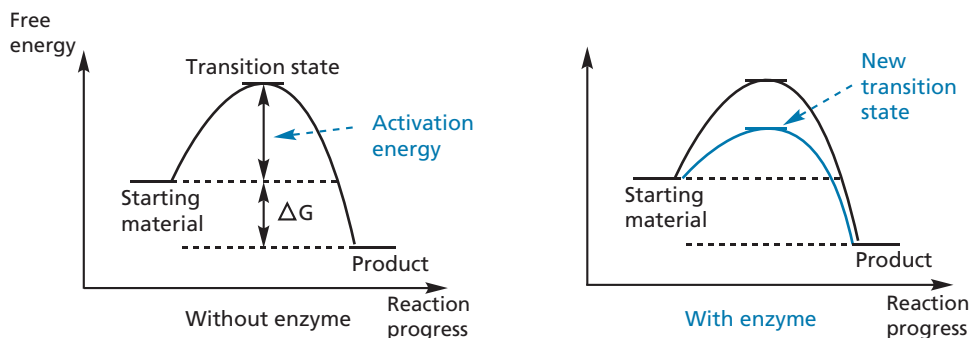 Free
energy
Transition state
Activation
energy
Starting
material
ΔG
Product
Reaction
progress
Without enzyme
New
transition
state
Starting
material
Product
Reaction
progress
With enzyme